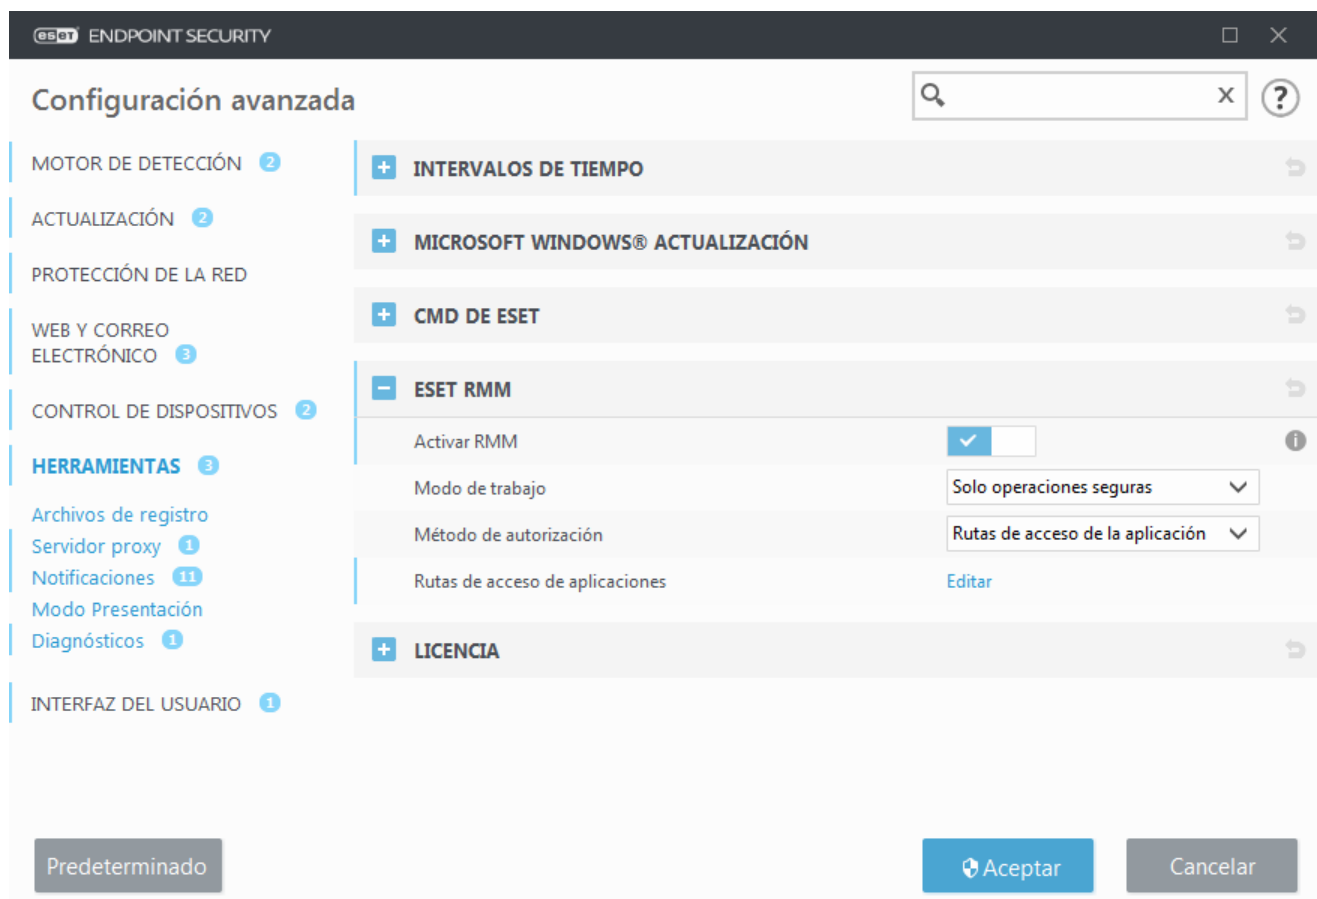 eset ENDPOINT SECURITY
Configuración avanzada
MOTOR DE DETECCIÓN 2
ACTUALIZACIÓN 2
PROTECCIÓN DE LA RED
WEB Y CORREO
ELECTRÓNICO 3
CONTROL DE DISPOSITIVOS 2
HERRAMIENTAS 3
Archivos de registro
Servidor proxy 1
Notificaciones 11
Modo Presentación
Diagnósticos 1
INTERFAZ DEL USUARIO 1
INTERVALOS DE TIEMPO
MICROSOFT WINDOWS® ACTUALIZACIÓN
CMD DE ESET
ESET RMM
Activar RMM
Modo de trabajo Solo operaciones seguras
Método de autorización Rutas de acceso de la aplicación
Rutas de acceso de aplicaciones Editar
LICENCIA
Predeterminado Aceptar Cancelar